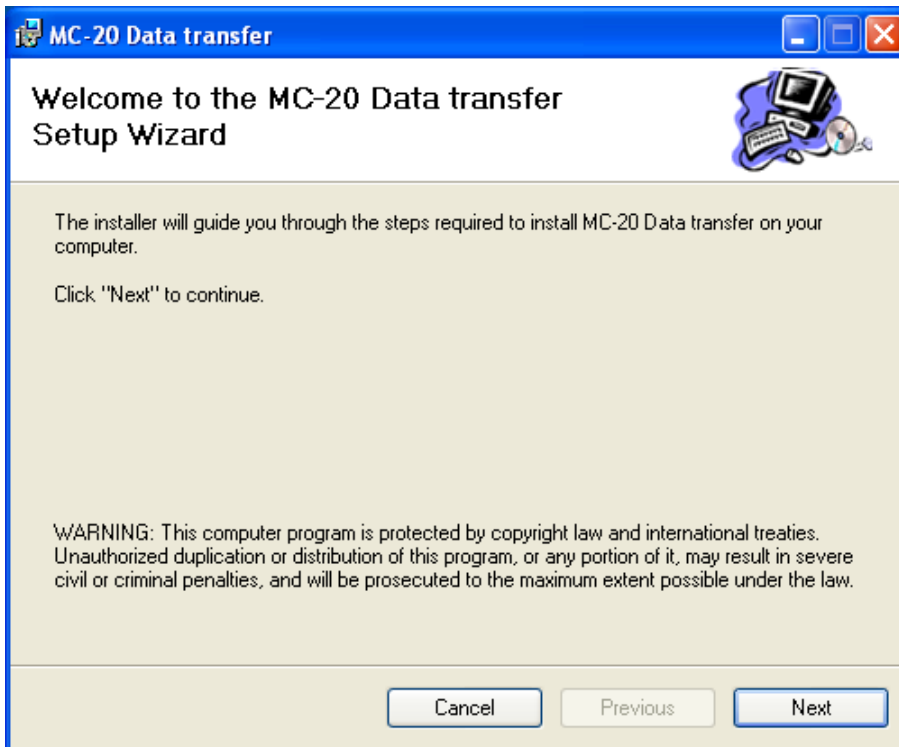 MC-20 Data transfer
Welcome to the MC-20 Data transfer
Setup Wizard
The installer will guide you through the steps required to install MC-20 Data transfer on your
computer.
Click "Next" to continue.
WARNING: This computer program is protected by copyright law and international treaties.
Unauthorized duplication or distribution of this program, or any portion of it, may result in severe
civil or criminal penalties, and will be prosecuted to the maximum extent possible under the law.
Cancel Previous Next